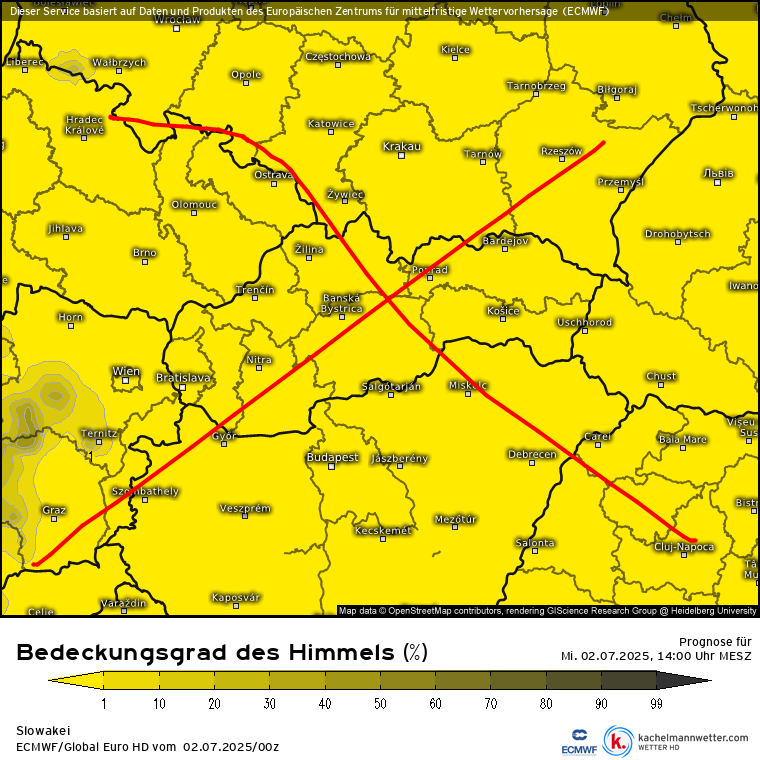 Dieser Service basiert auf Daten und Produkten des Europäischen Zentrums für mittelfristige Wettervorhersage (ECMWF)
Wrocław
Chełm
Kielce
Częstochowa
Liberec
Wałbrzych
Opole
Tarnobrzeg
Biłgoraj
Tscherwonoh
Hradec
Králové
Katowice
Krakau
Tarnów
Rzeszów
Ostrava
Львів
Przemyśl
Żywiec
Olomouc
Jihlava
Drohobytsch
Brno
Žilina
Bardejov
Poprad
Trenčín
Iwano
Banská
Bystrica
Košice
Horn
Uschhorod
Nitra
Wien
Bratislava
Chust
Salgótarján
Miskolc
Vişeu
Sus
Ternitz
Győr
Carei
Baia Mare
Budapest
Jászberény
Debrecen
1
Szombathely
Graz
Veszprém
Bistr
Kecskemét
Mezőtúr
Salonta
Cluj-Napoca
Tâ
Mu
Kaposvár
Varaždin
Celje
Map data © OpenStreetMap contributors, rendering GIScience Research Group @ Heidelberg University
Bedeckungsgrad des Himmels (%)
Prognose für
Mi. 02.07.2025, 14:00 Uhr MESZ
1 10 20 30 40 50 60 70 80 90 99
Slowakei
ECMWF/Global Euro HD vom 02.07.2025/00z
ECMWF
k.
kachelmannwetter.com
WETTER HD